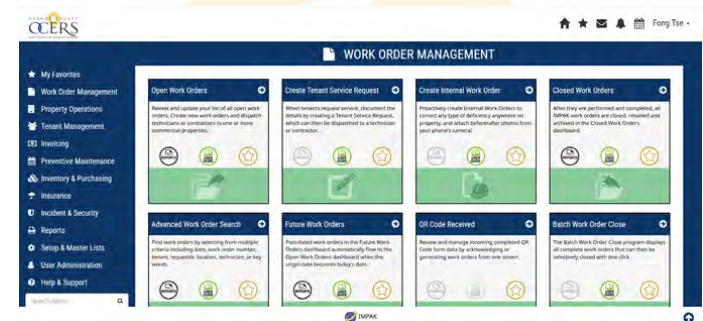 OCERS
Fong Tse
WORK ORDER MANAGEMENT
My Favorites
Work Order Management
Property Operations
Tenant Management
Invoicing
Preventive Maintenance
Inventory & Purchasing
Insurance
Incident & Security
Reports
Setup & Master Lists
User Administration
Help & Support
Open Work Orders
Review and update your list of all open work
orders. Create new work orders and dispatch
technicians or contractors to one or more
commercial properties.
Create Tenant Service Request
When tenants request service, document the
details by creating a Tenant Service Request,
which can then be dispatched to a technician
or contractor.
Create Internal Work Order
Proactively create Internal Work Orders to
correct any type of deficiency anywhere on
property, and attach before/after photos from
your phone's camera!
Closed Work Orders
After they are performed and completed, all
IMPAK work orders are closed, retained and
archived in the Closed Work Orders
dashboard.
Advanced Work Order Search
Find work orders by selecting from multiple
criteria including date, work order number,
tenant, requester, location, technician, or key
words.
Future Work Orders
Postdated work orders in the Future Work
Orders dashboard automatically flow to the
Open Work Orders dashboard when the
origin date becomes today's date.
QR Code Received
Review and manage incoming completed QR
Code form data by acknowledging or
generating work orders from one screen.
Batch Work Order Close
The Batch Work Order Close program displays
all complete work orders that can then be
selectively closed with one click.
IMPAK